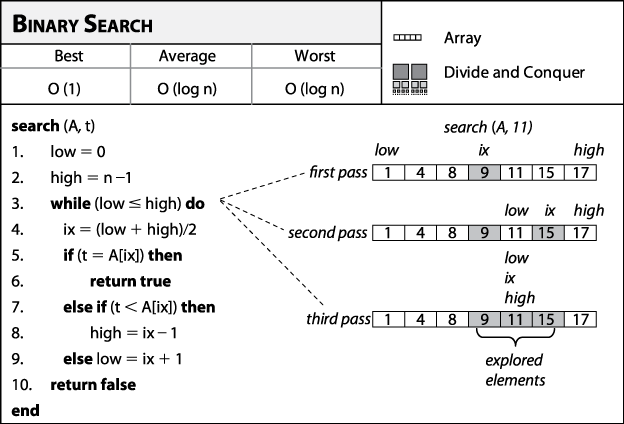 BINARY SEARCH
Best Average Worst
O (1) O (log n) O (log n)
Array
Divide and Conquer
search (A, t)
1. low = 0
2. high = n −1
3. while (low ≤ high) do
4. ix = (low + high)/2
5. if (t = A[ix]) then
6. return true
7. else if (t < A[ix]) then
8. high = ix − 1
9. else low = ix + 1
10. return false
end
search (A, 11)
low ix high
first pass 1 4 8 9 11 15 17
low ix high
second pass 1 4 8 9 11 15 17
low
ix
high
third pass 1 4 8 9 11 15 17
explored
elements